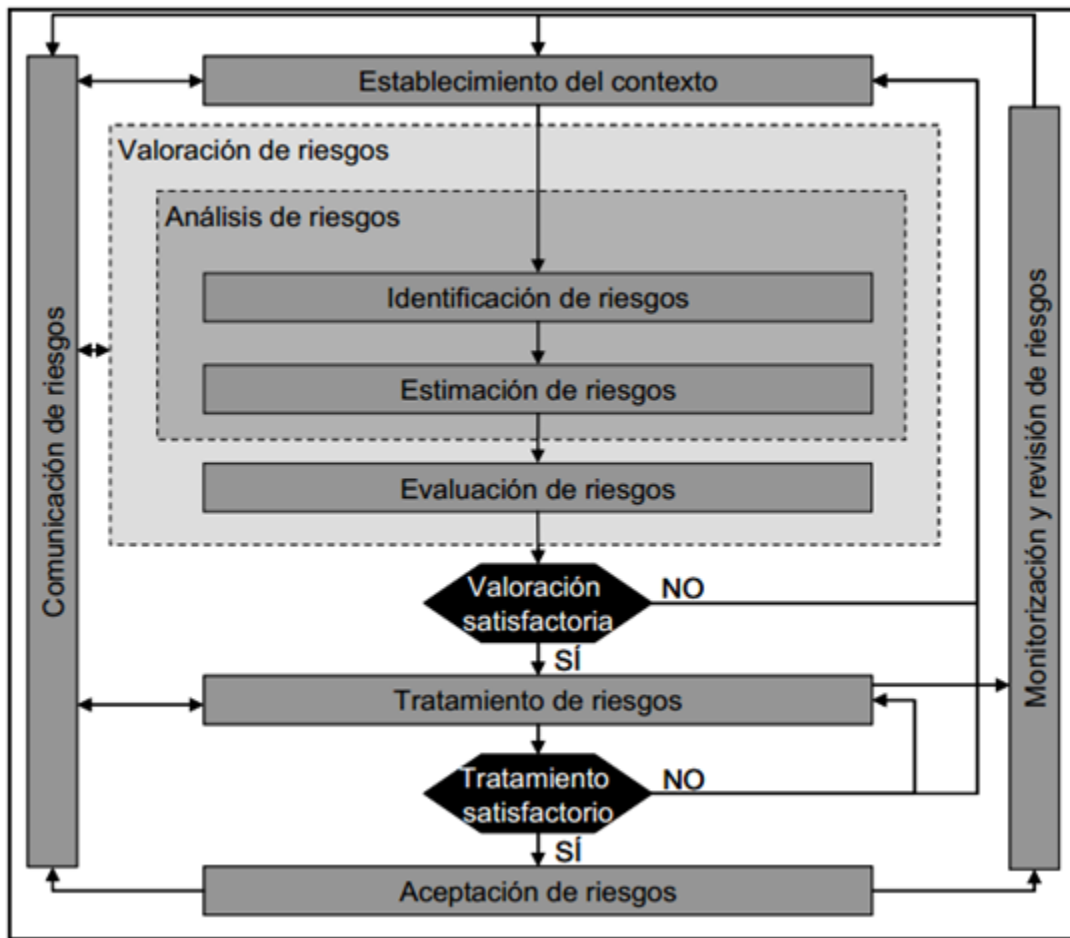 Establecimiento del contexto
Valoración de riesgos
Análisis de riesgos
Identificación de riesgos
Estimación de riesgos
Evaluación de riesgos
Valoración
satisfactoria
NO
SÍ
Tratamiento de riesgos
Tratamiento
satisfactorio
NO
SÍ
Aceptación de riesgos
Comunicación de riesgos
Monitorización y revisión de riesgos